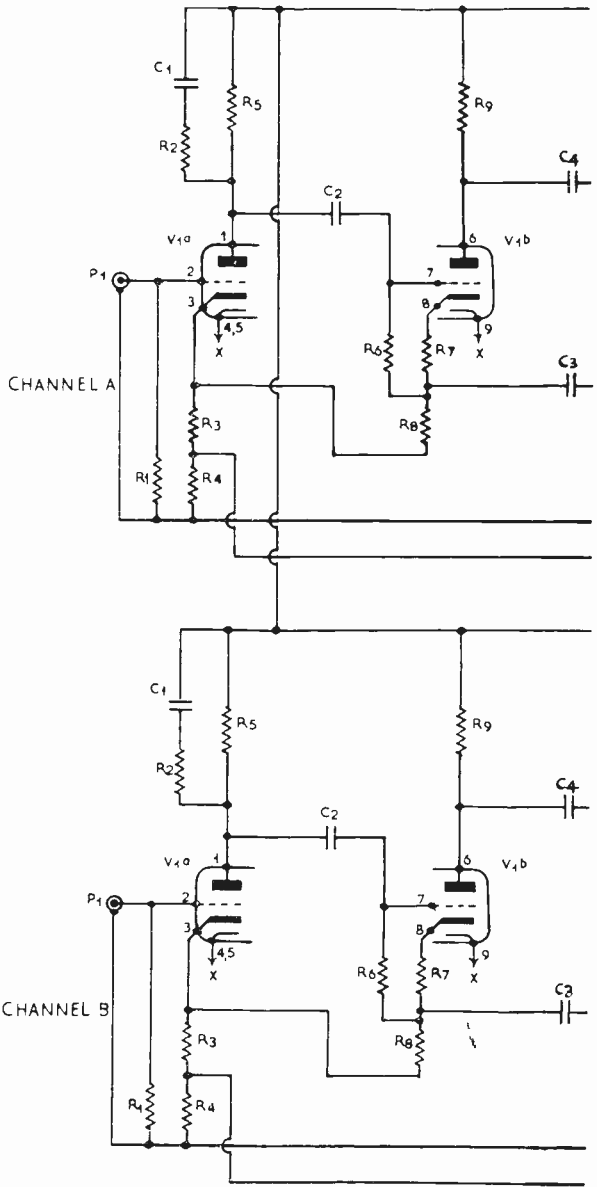 C1
R2
R5
R9
C4
C2
V1a
1
6
V1b
P1
2
7
3
8
4,5
9
X
X
R6
R7
C3
CHANNEL A
R3
R8
R1
R4
C1
R5
R9
R2
C4
C2
V1a
1
6
V1b
P1
2
7
3
8
4,5
9
X
X
R6
R7
C3
CHANNEL B
R3
R8
R1
R4